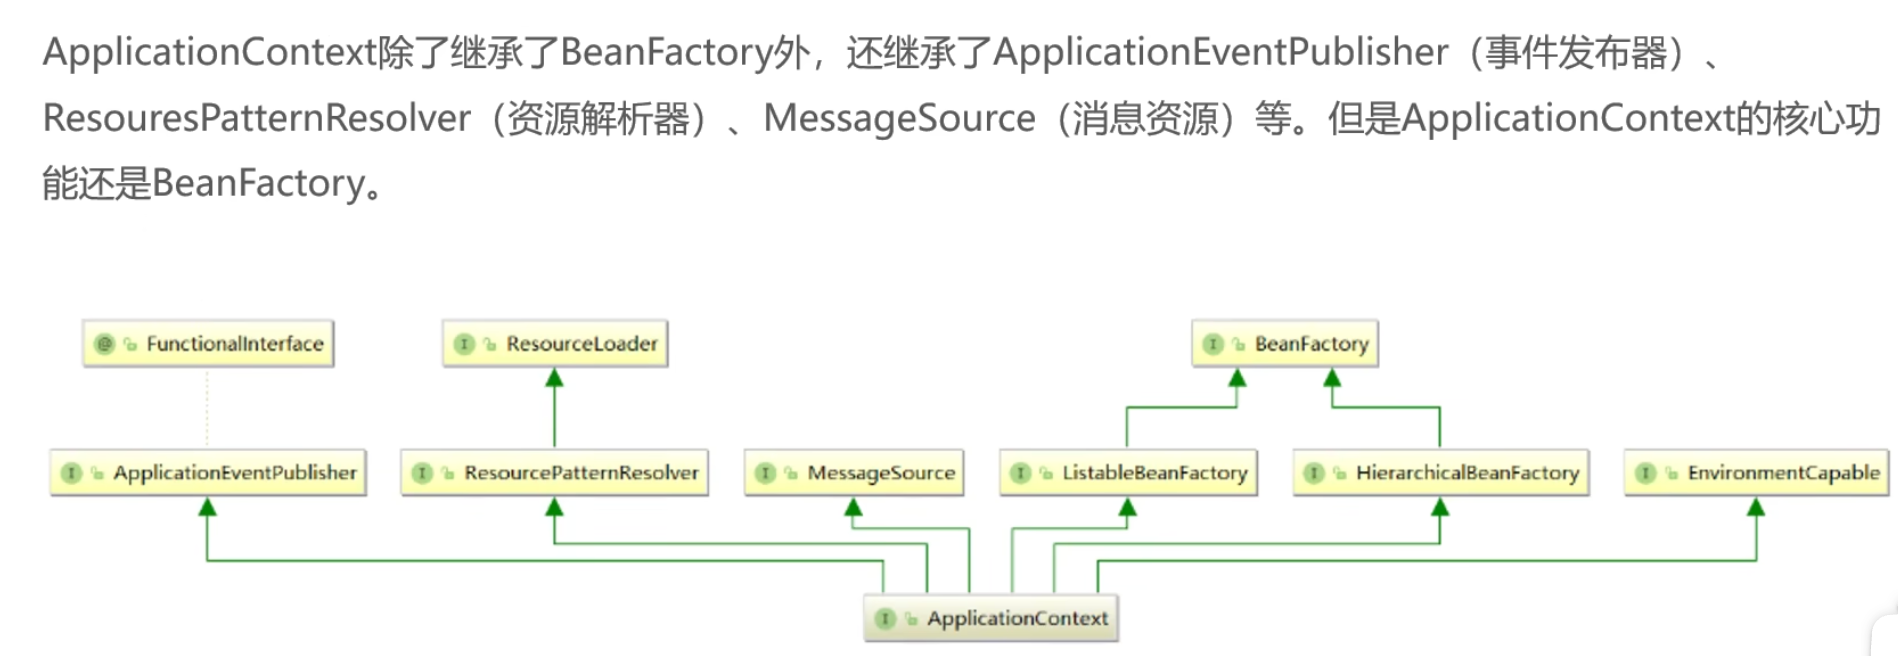 ApplicationContext除了继承了BeanFactory外，还继承了ApplicationEventPublisher（事件发布器）、
ResouresPatternResolver（资源解析器）、MessageSource（消息资源）等。但是ApplicationContext的核心功
能还是BeanFactory。
FunctionalInterface
ResourceLoader
BeanFactory
ApplicationEventPublisher
ResourcePatternResolver
MessageSource
ListableBeanFactory
HierarchicalBeanFactory
EnvironmentCapable
ApplicationContext